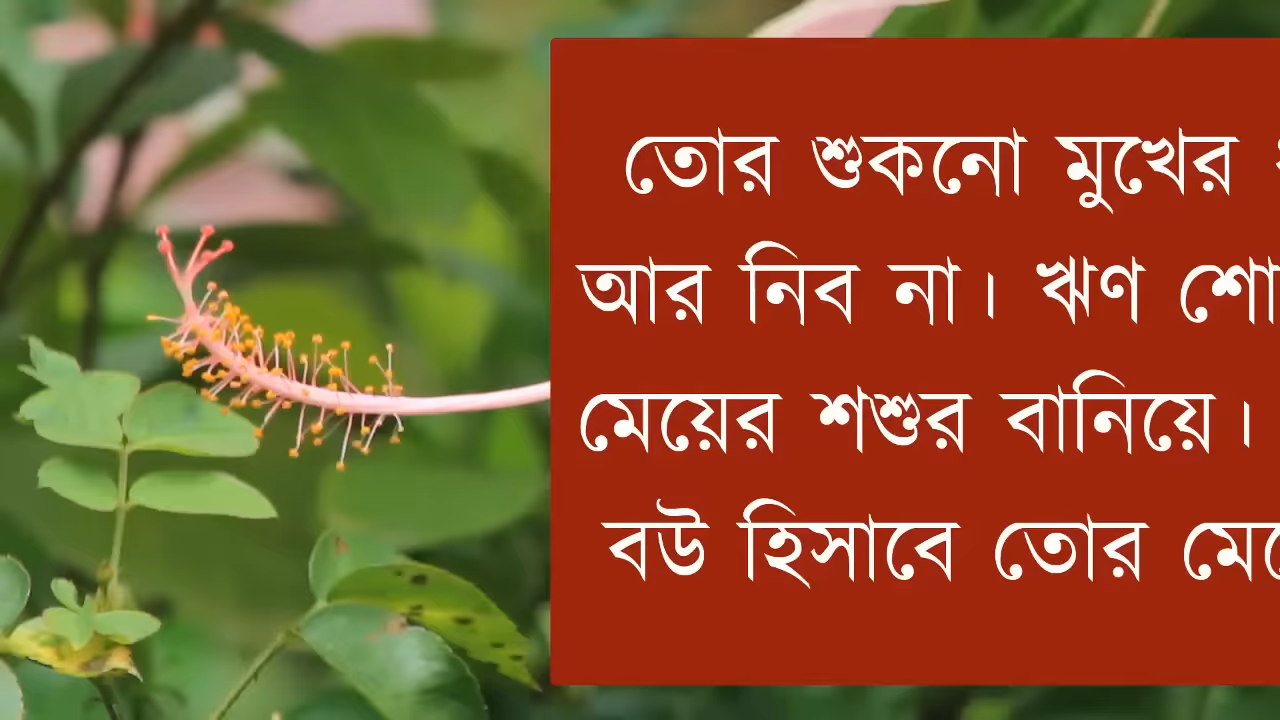 তোর শুকনো মুখের
আর নিব না। ঋণ শো
মেয়ের শশুর বানিয়ে।
বউ হিসাবে তোর মে